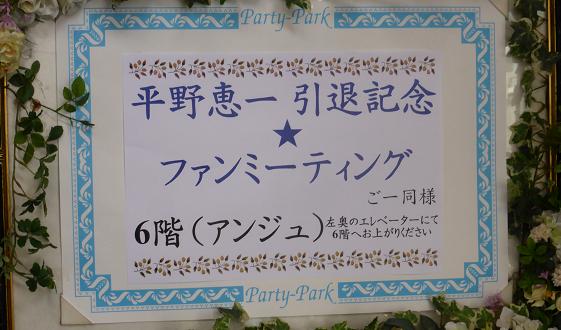 Party-Park
平野恵一 引退記念
★
ファンミーティング
ご一同様
6階（アンジュ）左奥のエレベーターにて
6階へお上がりください
Party-Park